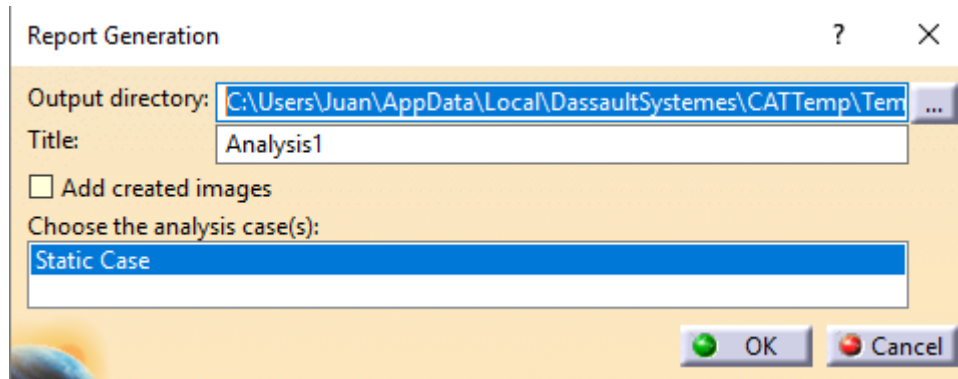 Report Generation ? ×
Output directory: C:\Users\Juan\AppData\Local\DassaultSystemes\CATTemp\Tem ...
Title: Analysis1
Add created images
Choose the analysis case(s):
Static Case
OK Cancel